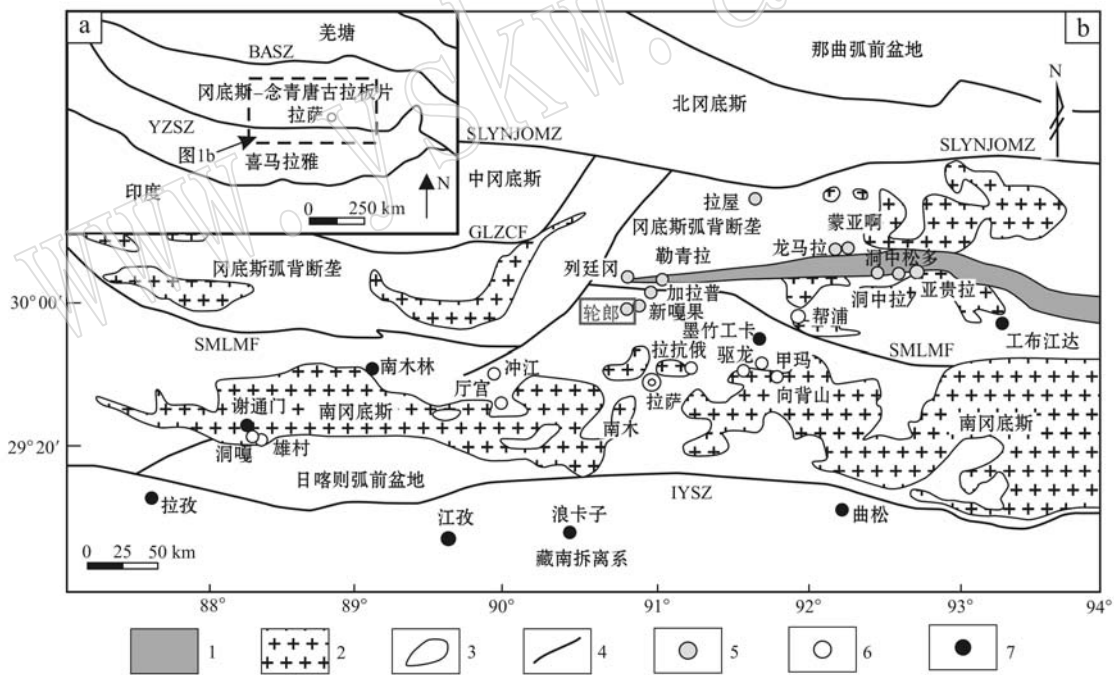 a
羌塘
BASZ
冈底斯-念青唐古拉板片
拉萨
YZSZ
图1b
喜马拉雅
印度
N
0 250 km
b
那曲弧前盆地
N
北冈底斯
SLYNJOMZ
SLYNJOMZ
中冈底斯
GLZCF
冈底斯弧背断垄
冈底斯弧背断垄
拉屋
蒙亚啊
龙马拉
勒青拉
列廷冈
洞中松多
亚贵拉
洞中拉
加拉普
新嘎果
轮郎
帮浦
墨竹工卡
工布江达
30°00′
SMLMF
SMLMF
南木林
冲江
拉抗俄
驱龙
甲玛
厅宫
拉萨
向背山
谢通门
南冈底斯
南木
南冈底斯
29°20′
洞嘎
雄村
日喀则弧前盆地
IYSZ
拉孜
江孜
浪卡子
曲松
藏南拆离系
0 25 50 km
88° 89° 90° 91° 92° 93° 94°
1 2 3 4 5 6 7
www.yskw.